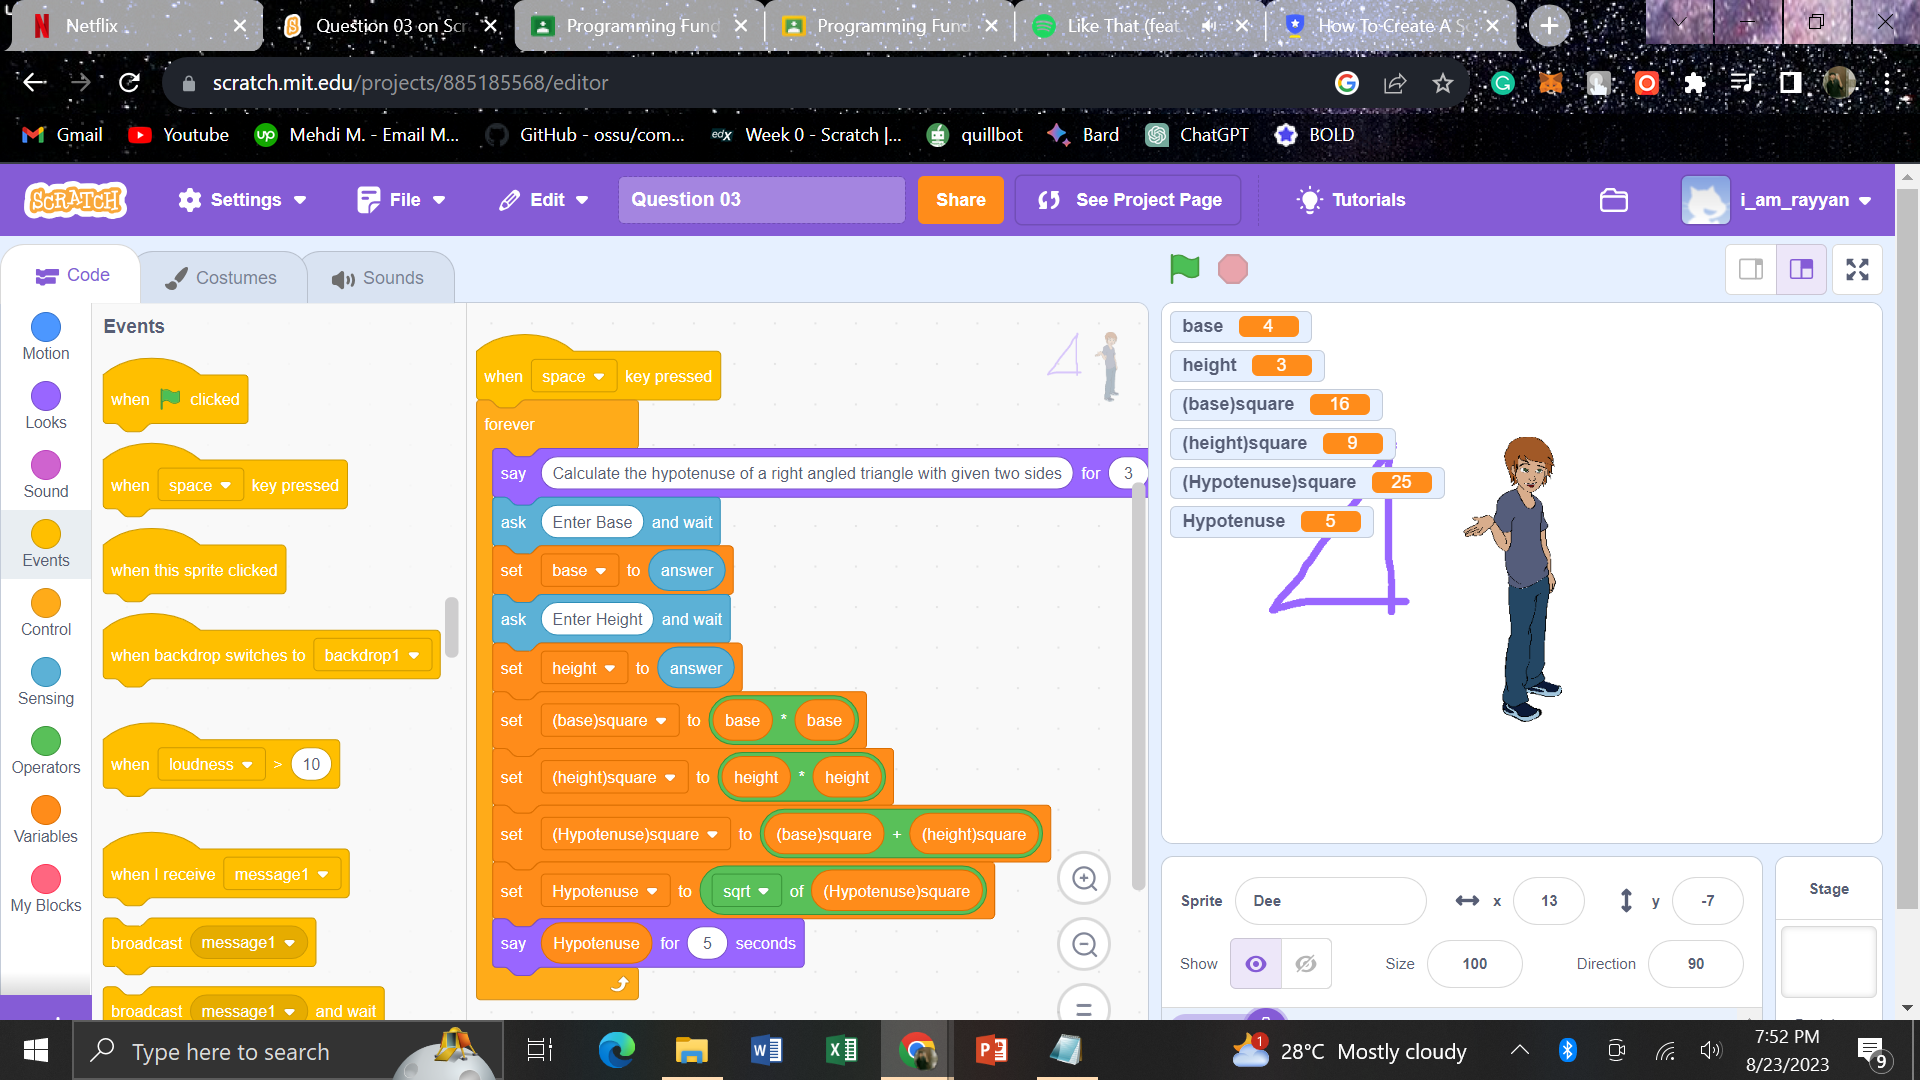 Netflix
Question 03 on Scr
Programming Fund
Programming Fund
Like That (feat.
How To Create A Sc
scratch.mit.edu/projects/885185568/editor
Gmail
Youtube
Mehdi M. - Email M...
GitHub - ossu/com...
edX Week 0 - Scratch |...
quillbot
Bard
ChatGPT
BOLD
SCRATCH
Settings
File
Edit
Question 03
Share
See Project Page
Tutorials
i_am_rayyan
Code
Costumes
Sounds
Motion
Looks
Sound
Events
Control
Sensing
Operators
Variables
My Blocks
Events
when clicked
when space key pressed
when this sprite clicked
when backdrop switches to backdrop1
when loudness > 10
when I receive message1
broadcast message1
broadcast message1 and wait
when space key pressed
forever
say Calculate the hypotenuse of a right angled triangle with given two sides for 3
ask Enter Base and wait
set base to answer
ask Enter Height and wait
set height to answer
set (base)square to base * base
set (height)square to height * height
set (Hypotenuse)square to (base)square + (height)square
set Hypotenuse to sqrt of (Hypotenuse)square
say Hypotenuse for 5 seconds
base 4
height 3
(base)square 16
(height)square 9
(Hypotenuse)square 25
Hypotenuse 5
Sprite Dee x 13 y -7
Show Size 100 Direction 90
Stage
Type here to search
1
28°C Mostly cloudy
7:52 PM
8/23/2023
9